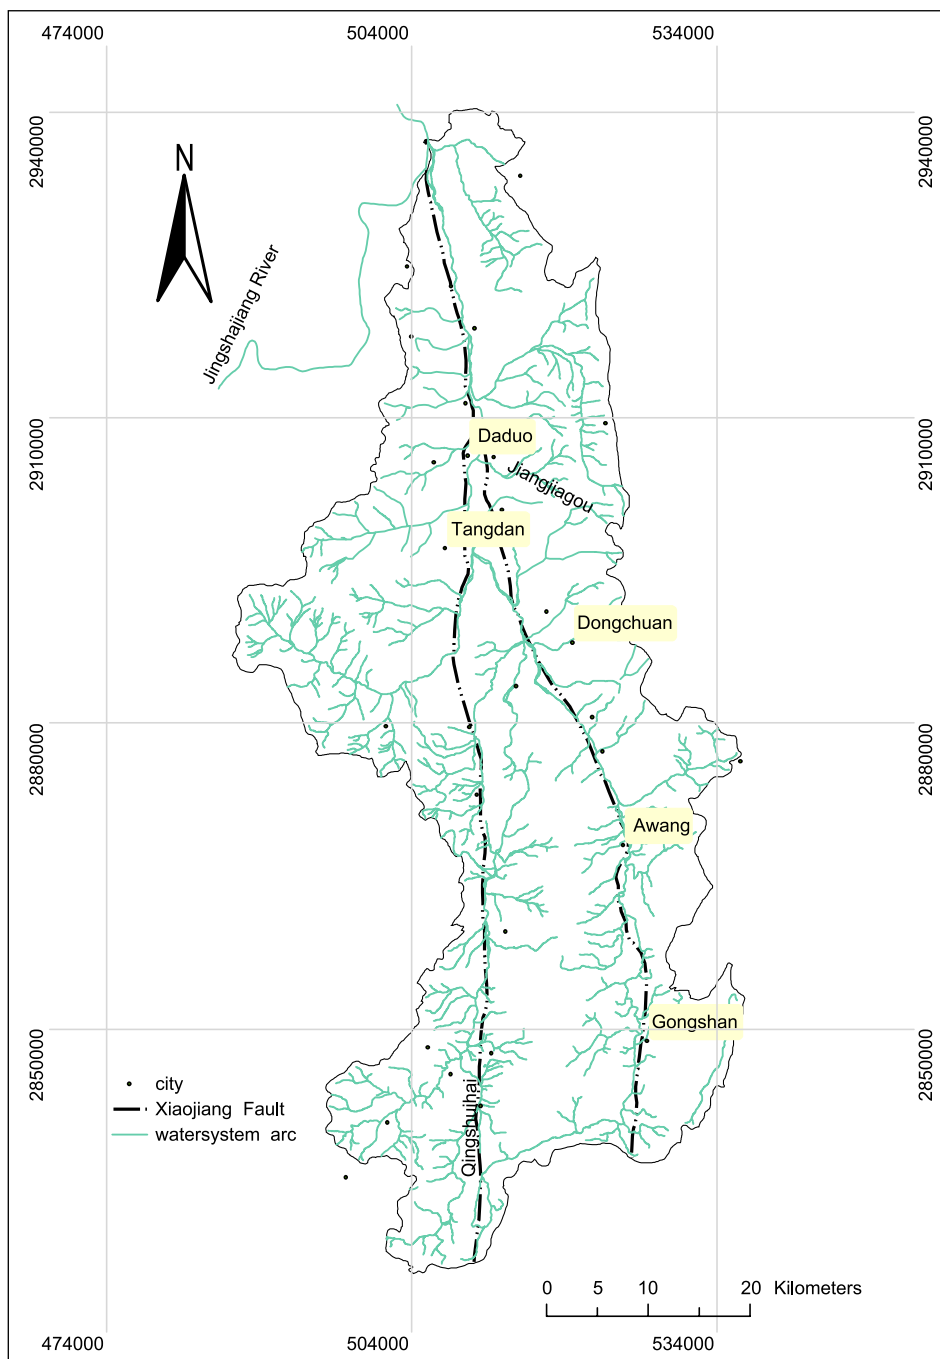 474000 504000 534000
2940000 2940000
N
Jingshajiang River
2910000 2910000
Daduo
Jiangjiagou
Tangdan
Dongchuan
2880000 2880000
Awang
Gongshan
2850000 2850000
city
Xiaojiang Fault
watersystem arc
Qingshuihai
0 5 10 20 Kilometers
474000 504000 534000